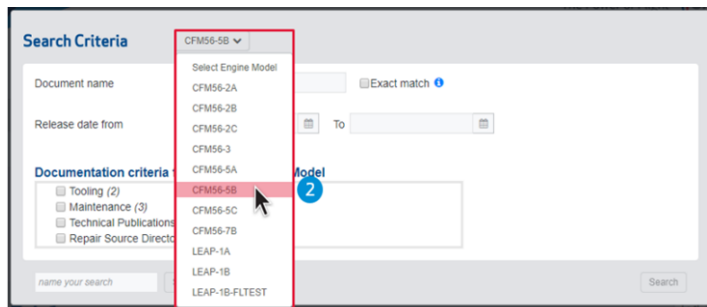 Search Criteria
CFM56-5B
Select Engine Model
Document name
CFM56-2A
Exact match
CFM56-2B
Release date from
CFM56-2C
To
CFM56-3
Documentation criteria
CFM56-5A
Model
Tooling (2)
CFM56-5B
2
Maintenance (3)
CFM56-5C
Technical Publications
CFM56-7B
Repair Source Directo
LEAP-1A
LEAP-1B
name your search
LEAP-1B-FLTEST
Search